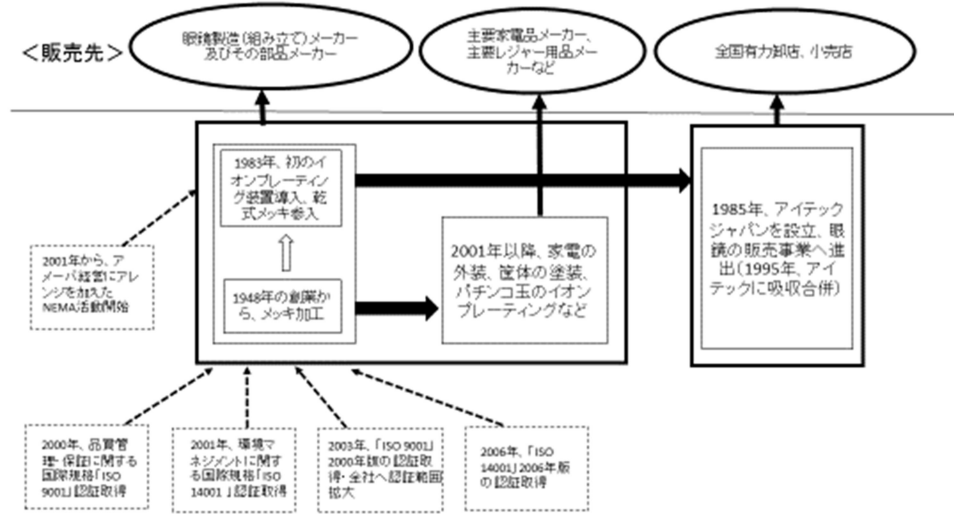 ＜販売先＞
眼鏡製造（組み立て）メーカー
及びその部品メーカー
主要家電品メーカー、
主要レジャー用品メー
カーなど
全国有力卸店、小売店
1983年、初のイ
オンプレーティ
ング装置導入、乾
式メッキ参入
1948年の創業か
ら、メッキ加工
2001年以降、家電の
外装、筐体の塗装、
パチンコ玉のイオン
プレーティングなど
1985年、アイテック
ジャパンを設立、眼
鏡の販売事業へ進
出（1995年、アイ
テックに吸収合併）
2001年から、ア
メーバ経営にアレ
ンジを加えた
NEMA活動開始
2000年、品質管
理・保証に関する
国際規格「ISO
9001」認証取得
2001年、環境マ
ネジメントに関す
る国際規格「ISO
14001 」認証取得
2003年、「ISO 9001」
2000年版の認証取
得・全社へ認証範囲
拡大
2006年、「ISO
14001」2006年版
の認証取得